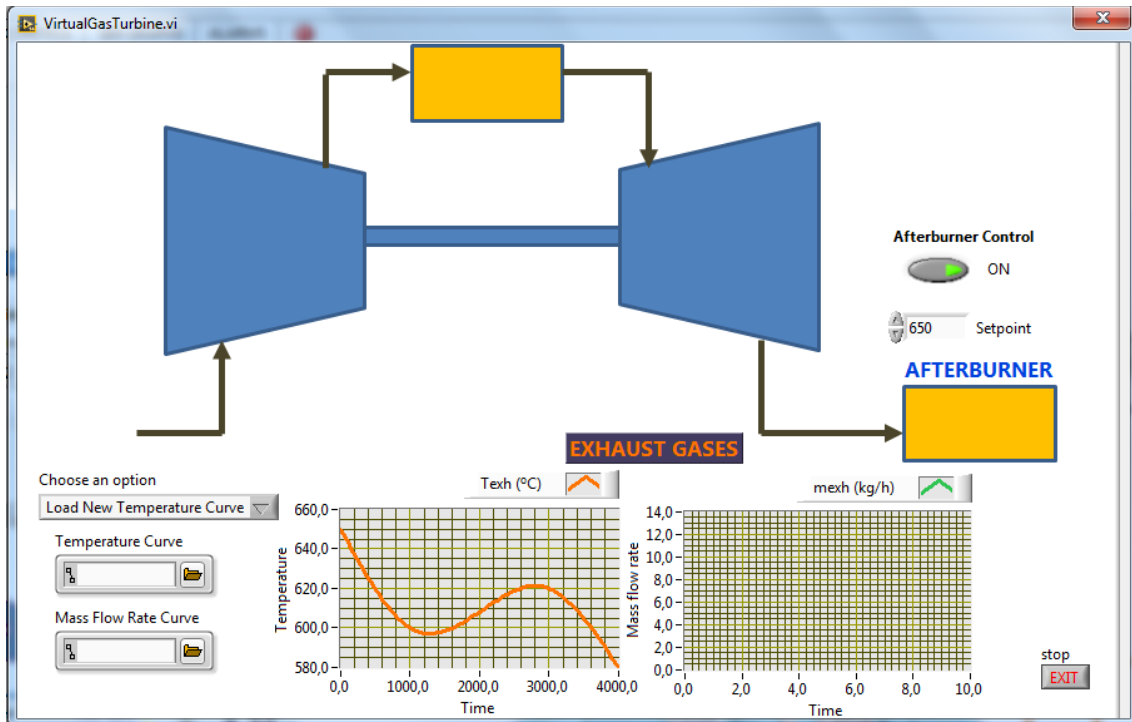 VirtualGasTurbine.vi
Afterburner Control
ON
650
Setpoint
AFTERBURNER
EXHAUST GASES
Choose an option
Load New Temperature Curve
Temperature Curve
Mass Flow Rate Curve
Texh (ºC)
Temperature
660,0
640,0
620,0
600,0
580,0
0,0
1000,0
2000,0
3000,0
4000,0
Time
mexh (kg/h)
Mass flow rate
14,0
12,0
10,0
8,0
6,0
4,0
2,0
0,0
0,0
2,0
4,0
6,0
8,0
10,0
Time
stop
EXIT